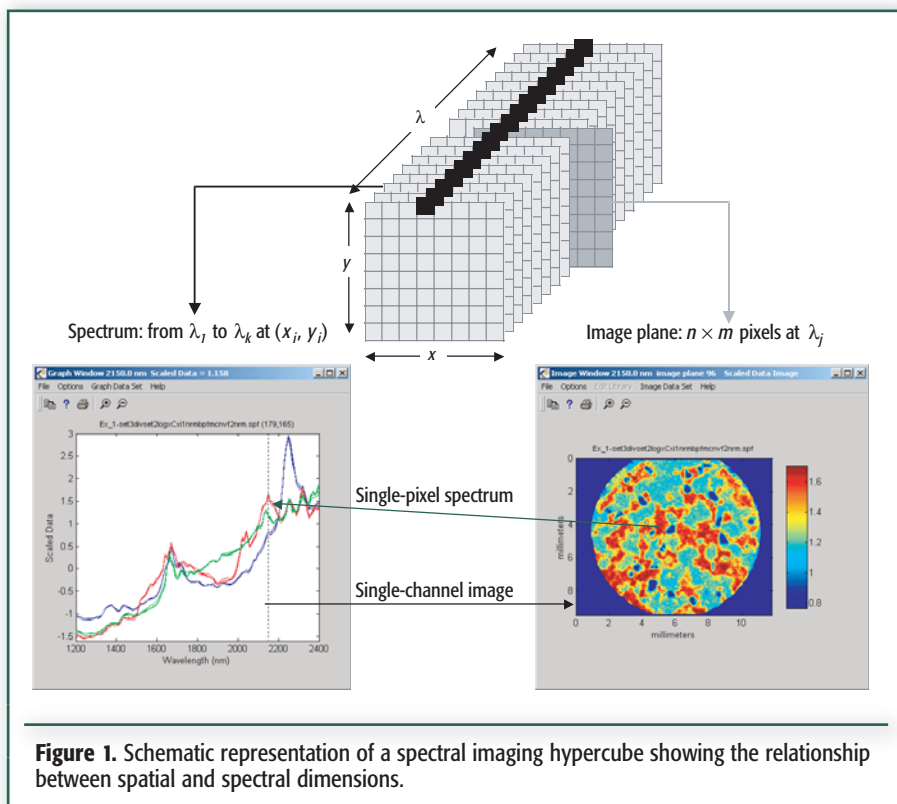 λ
y
x
Spectrum: from λ1 to λk at (xi, yi)
Image plane: n × m pixels at λj
Graph Window 2150.0 nm Scaled Data = 1.150
File Options Graph Data Set Help
Ex_1-set3divset2logxCxl1nrmbpfmcnvf2nrm.spf (179,165)
3
2.5
2
1.5
1
0.5
0
-0.5
-1
-1.5
Scaled Data
1200 1400 1600 1800 2000 2200 2400
Wavelength (nm)
Single-pixel spectrum
Single-channel image
Image Window 2150.0 nm image plane 96 Scaled Data Image
File Options Edit Library Image Data Set Help
Ex_1-set3divset2logxCxl1nrmbpfmcnvf2nrm.spf
0
2
4
6
8
millimeters
0 2 4 6 8 10
millimeters
1.6
1.4
1.2
1
0.8
Figure 1. Schematic representation of a spectral imaging hypercube showing the relationship
between spatial and spectral dimensions.